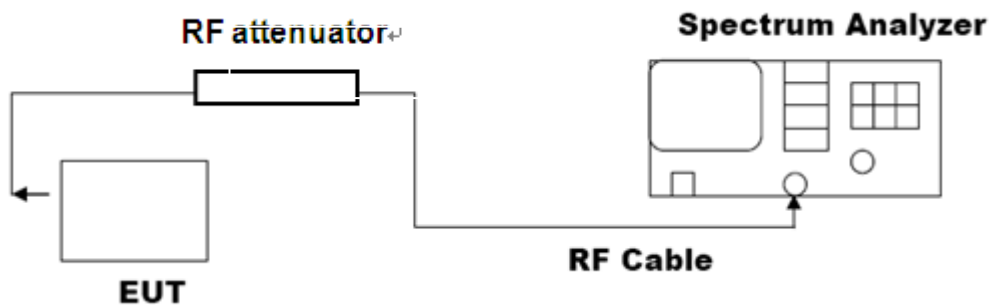 RF attenuator↵
Spectrum Analyzer
RF Cable
EUT